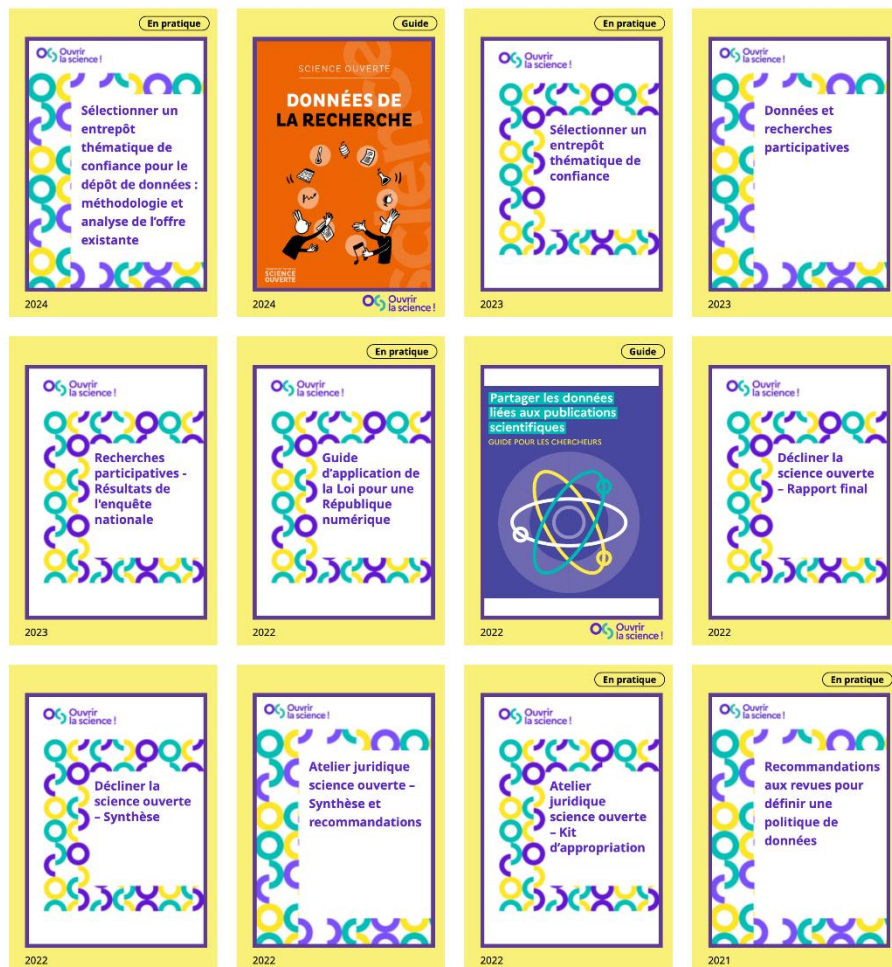 En pratique
Ouvrir
la science !
Sélectionner un
entrepôt
thématique de
confiance pour le
dépôt de données :
méthodologie et
analyse de l'offre
existante
2024
Guide
SCIENCE OUVERTE
DONNÉES DE
LA RECHERCHE
science
SCIENCE
OUVERTE
2024
Ouvrir
la science !
En pratique
Ouvrir
la science !
Sélectionner un
entrepôt
thématique de
confiance
2023
Ouvrir
la science !
Données et
recherches
participatives
2023
Ouvrir
la science !
Recherches
participatives -
Résultats de
l'enquête
nationale
2023
En pratique
Ouvrir
la science !
Guide
d'application de
la Loi pour une
République
numérique
2022
Guide
Partager les données
liées aux publications
scientifiques
GUIDE POUR LES CHERCHEURS
2022
Ouvrir
la science !
Ouvrir
la science !
Décliner la
science ouverte
– Rapport final
2022
Ouvrir
la science !
Décliner la
science ouverte
– Synthèse
2022
Ouvrir
la science !
Atelier juridique
science ouverte –
Synthèse et
recommandations
2022
En pratique
Ouvrir
la science !
Atelier
juridique
science ouverte
– Kit
d'appropriation
2022
En pratique
Ouvrir
la science !
Recommandations
aux revues pour
définir une
politique de
données
2021